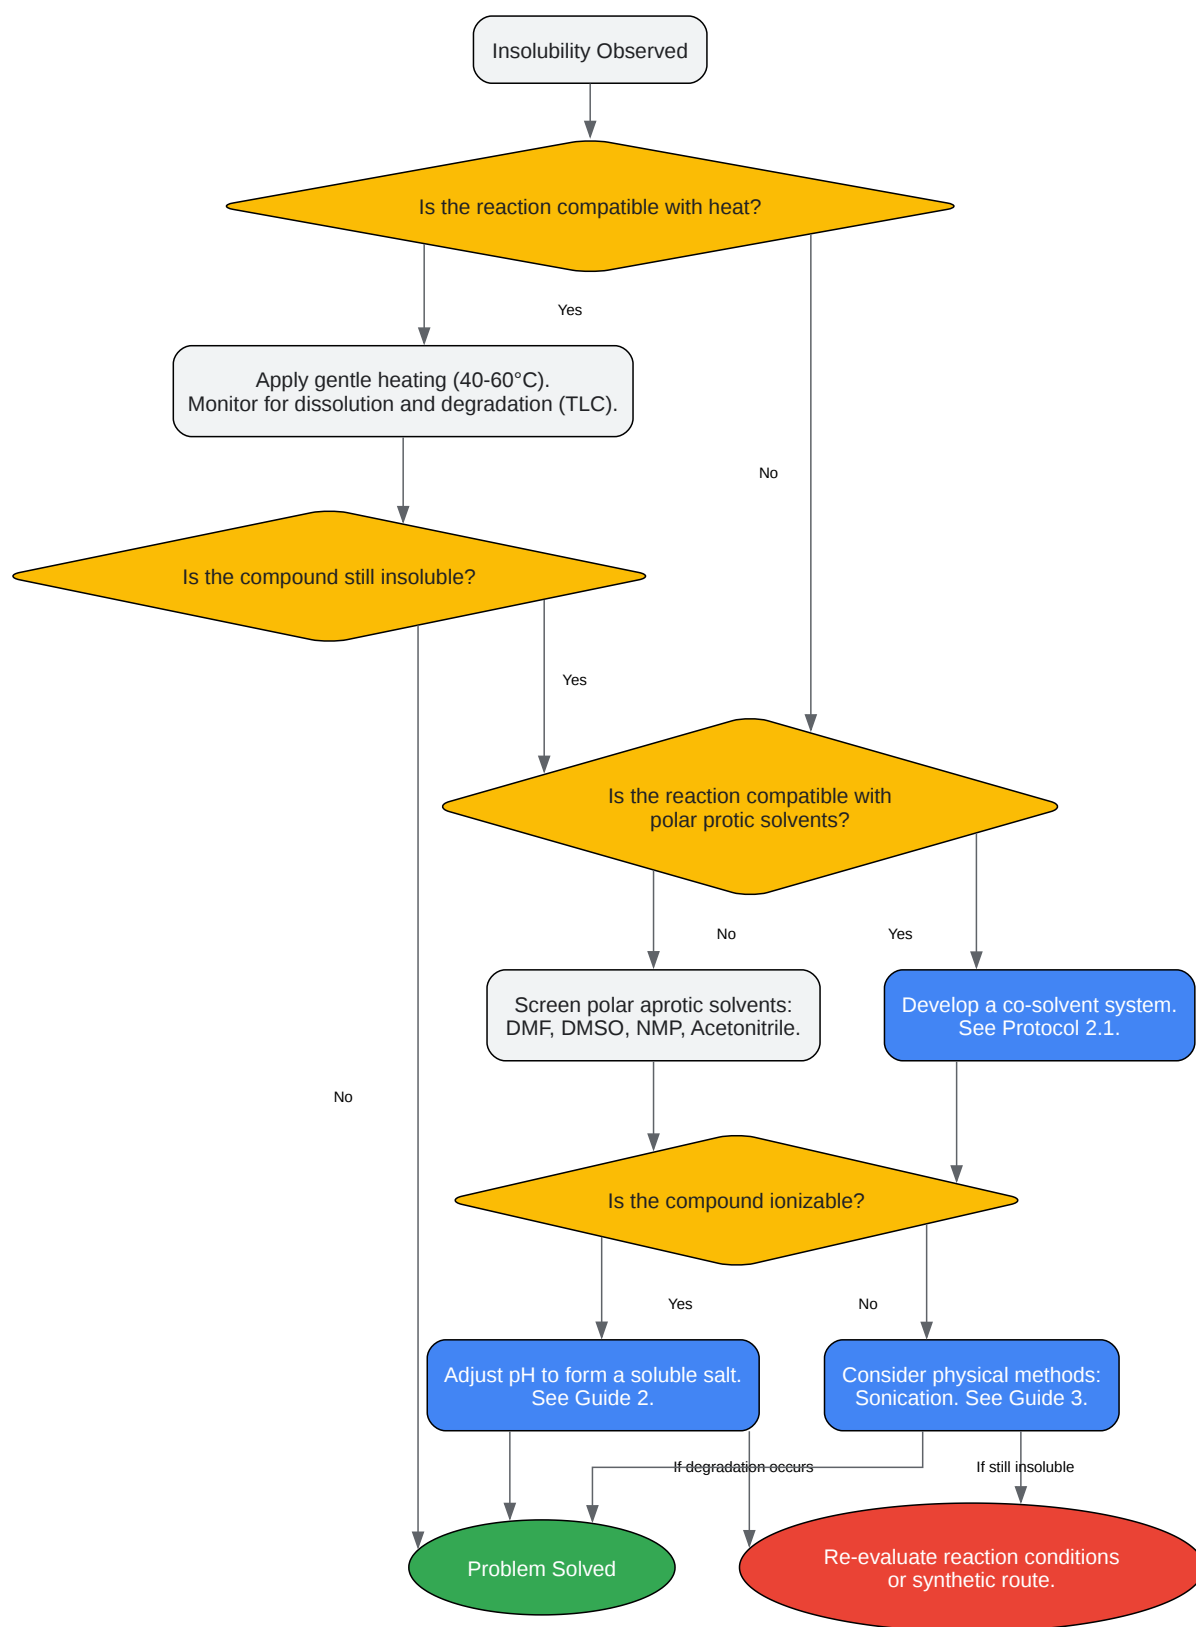 Insolubility Observed
Is the reaction compatible with heat?
Yes
Apply gentle heating (40-60°C).
Monitor for dissolution and degradation (TLC).
No
Is the compound still insoluble?
Yes
Is the reaction compatible with
polar protic solvents?
No
Yes
Screen polar aprotic solvents:
DMF, DMSO, NMP, Acetonitrile.
Develop a co-solvent system.
See Protocol 2.1.
No
Is the compound ionizable?
Yes
No
Adjust pH to form a soluble salt.
See Guide 2.
Consider physical methods:
Sonication. See Guide 3.
If degradation occurs
If still insoluble
Problem Solved
Re-evaluate reaction conditions
or synthetic route.